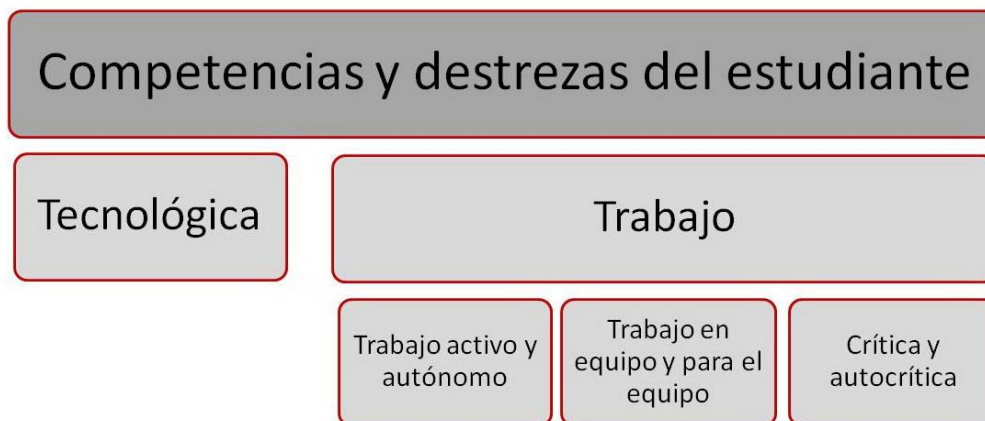 Competencias y destrezas del estudiante
Tecnológica
Trabajo
Trabajo activo y
autónomo
Trabajo en
equipo y para el
equipo
Crítica y
autocrítica